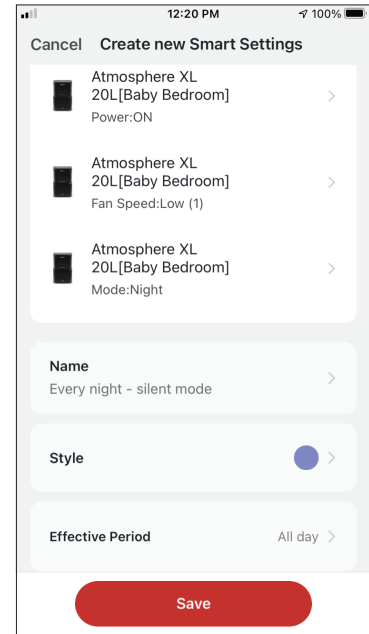 12:20 PM
100%
Cancel Create new Smart Settings
Atmosphere XL
20L[Baby Bedroom]
Power:ON
Atmosphere XL
20L[Baby Bedroom]
Fan Speed:Low (1)
Atmosphere XL
20L[Baby Bedroom]
Mode:Night
Name
Every night - silent mode
Style
Effective Period All day
Save